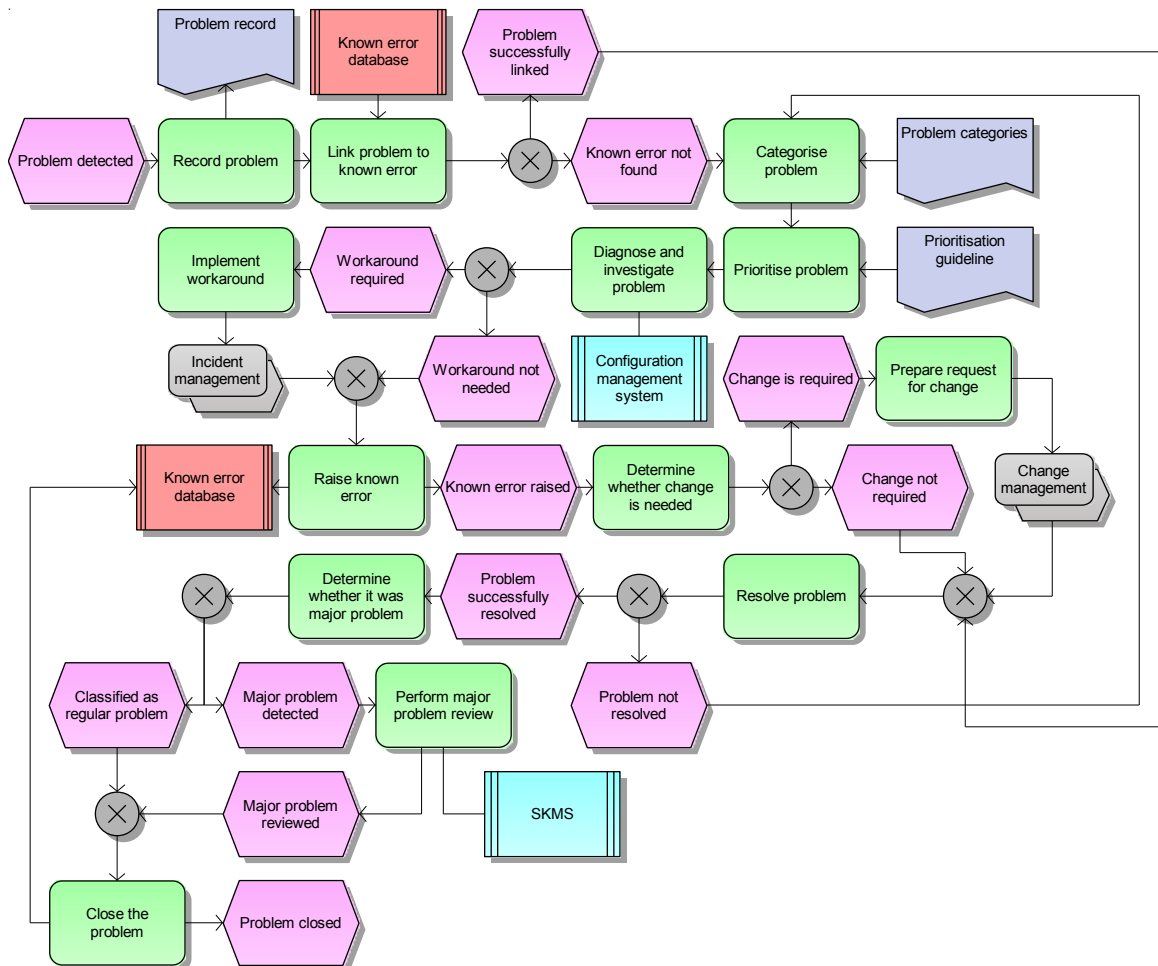 Problem record
Known error
database
Problem
successfully
linked
Problem detected
Record problem
Link problem to
known error
Known error not
found
Categorise
problem
Problem categories
Implement
workaround
Workaround
required
Diagnose and
investigate
problem
Prioritise problem
Prioritisation
guideline
Incident
management
Workaround not
needed
Configuration
management
system
Change is required
Prepare request
for change
Known error
database
Raise known
error
Known error raised
Determine
whether change
is needed
Change not
required
Change
management
Determine
whether it was
major problem
Problem
successfully
resolved
Resolve problem
Classified as
regular problem
Major problem
detected
Perform major
problem review
Problem not
resolved
Major problem
reviewed
SKMS
Close the
problem
Problem closed